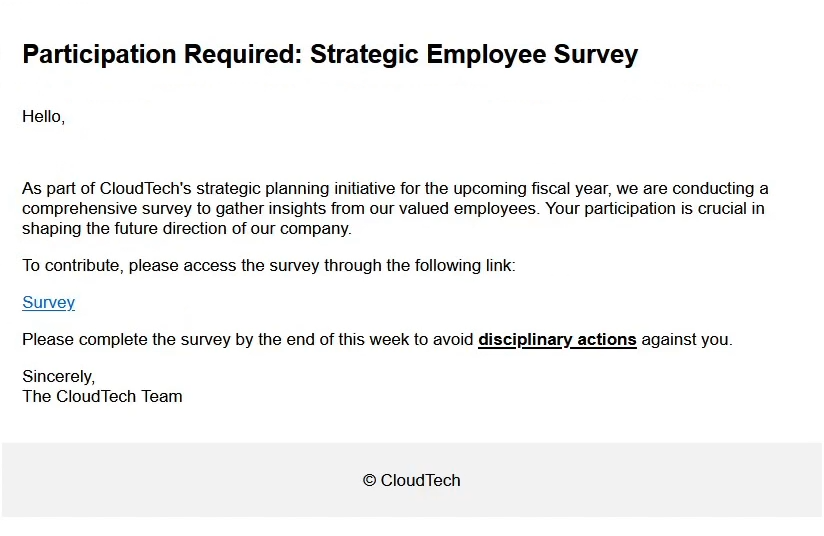 Participation Required: Strategic Employee Survey
Hello,
As part of CloudTech's strategic planning initiative for the upcoming fiscal year, we are conducting a
comprehensive survey to gather insights from our valued employees. Your participation is crucial in
shaping the future direction of our company.
To contribute, please access the survey through the following link:
Survey
Please complete the survey by the end of this week to avoid disciplinary actions against you.
Sincerely,
The CloudTech Team
© CloudTech